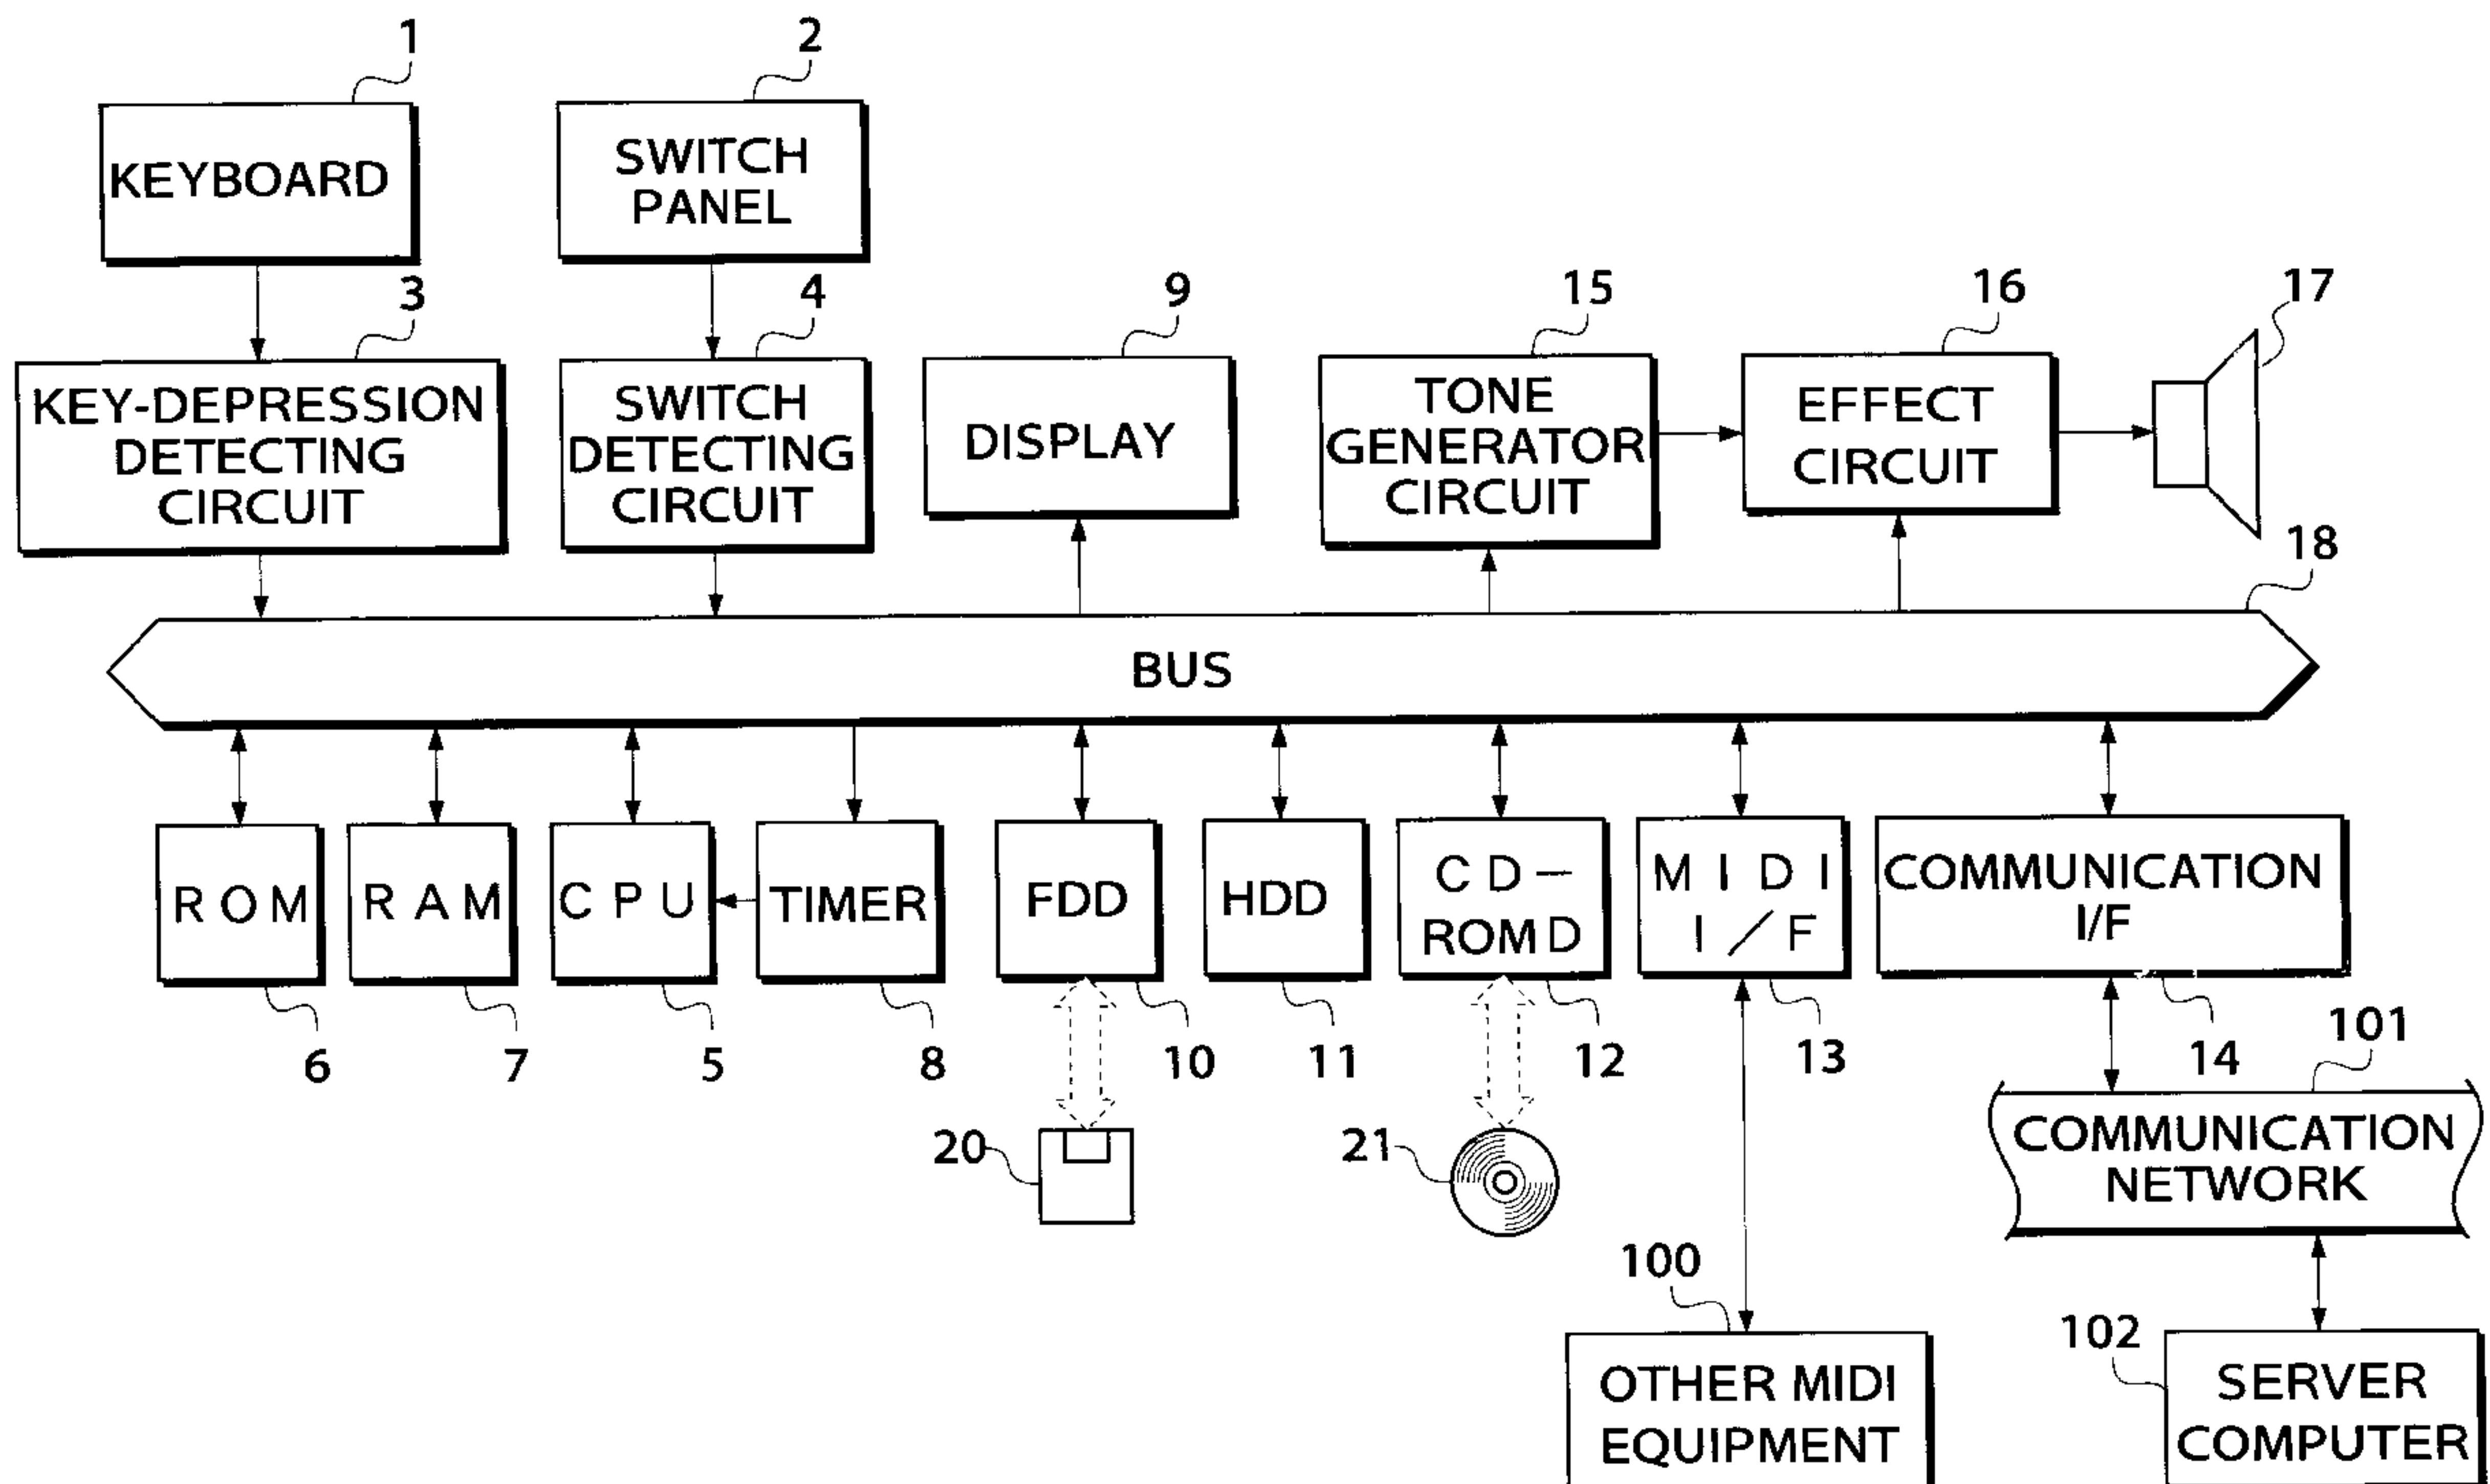 1
2
KEYBOARD
SWITCH
PANEL
3
4
9
15
16
17
KEY-DEPRESSION
DETECTING
CIRCUIT
SWITCH
DETECTING
CIRCUIT
DISPLAY
TONE
GENERATOR
CIRCUIT
EFFECT
CIRCUIT
18
BUS
ROM
RAM
CPU
TIMER
FDD
HDD
CD-
ROMD
MIDI
I/F
COMMUNICATION
I/F
6
7
5
8
10
11
12
13
14
101
20
21
COMMUNICATION
NETWORK
100
102
OTHER MIDI
EQUIPMENT
SERVER
COMPUTER